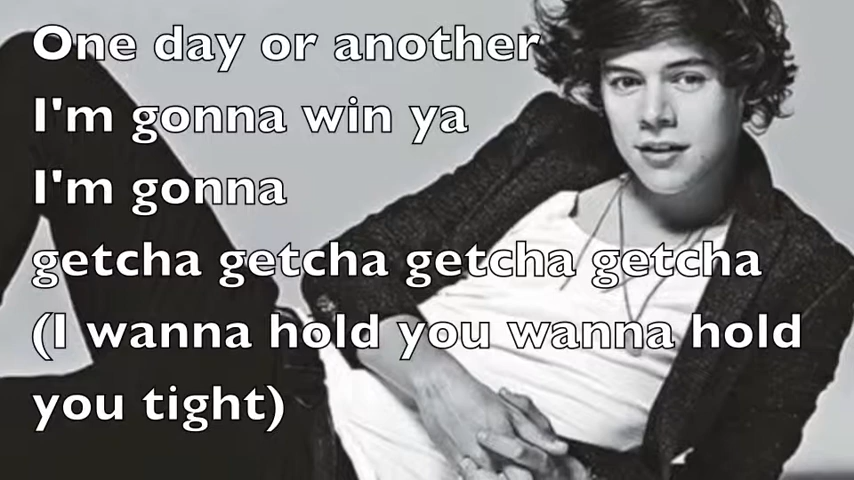 One day or another
I'm gonna win ya
I'm gonna
getcha getcha getcha getcha
(I wanna hold you wanna hold
you tight)